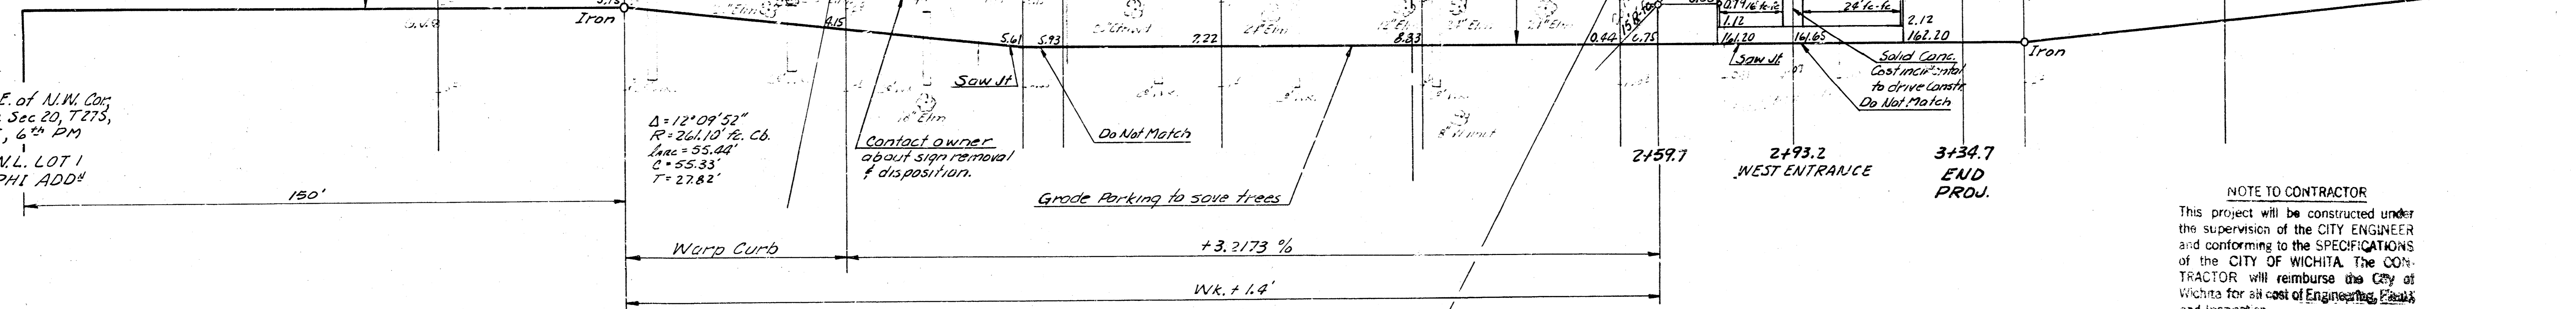 Iron
4.15
5.61
5.93
7.22
8.83
0.44
6.75
1.12
24' fc-fc
2.12
161.20
161.65
162.20
Iron
Saw Jt
Saw Jt
Solid Conc.
Cost incidental
to drive Constr
Do Not Match
E. of N.W. Cor,
Sec 20, T27S,
6th PM
N.L. LOT 1
PHI ADD'N
Δ = 12°09'52"
R = 261.10' fc. Cb.
LARC = 55.44'
C = 55.33'
T = 27.82'
18" Elm
Contact owner
about sign removal
& disposition.
Do Not Match
2+59.7
2+93.2
WEST ENTRANCE
3+34.7
END
PROJ.
150'
Grade Parking to save trees
Warp Curb
+3.2173 %
Wk. + 1.4'
NOTE TO CONTRACTOR
This project will be constructed under
the supervision of the CITY ENGINEER
and conforming to the SPECIFICATIONS
of the CITY OF WICHITA. The CON-
TRACTOR will reimburse the City of
Wichita for all cost of Engineering,
and Inspection